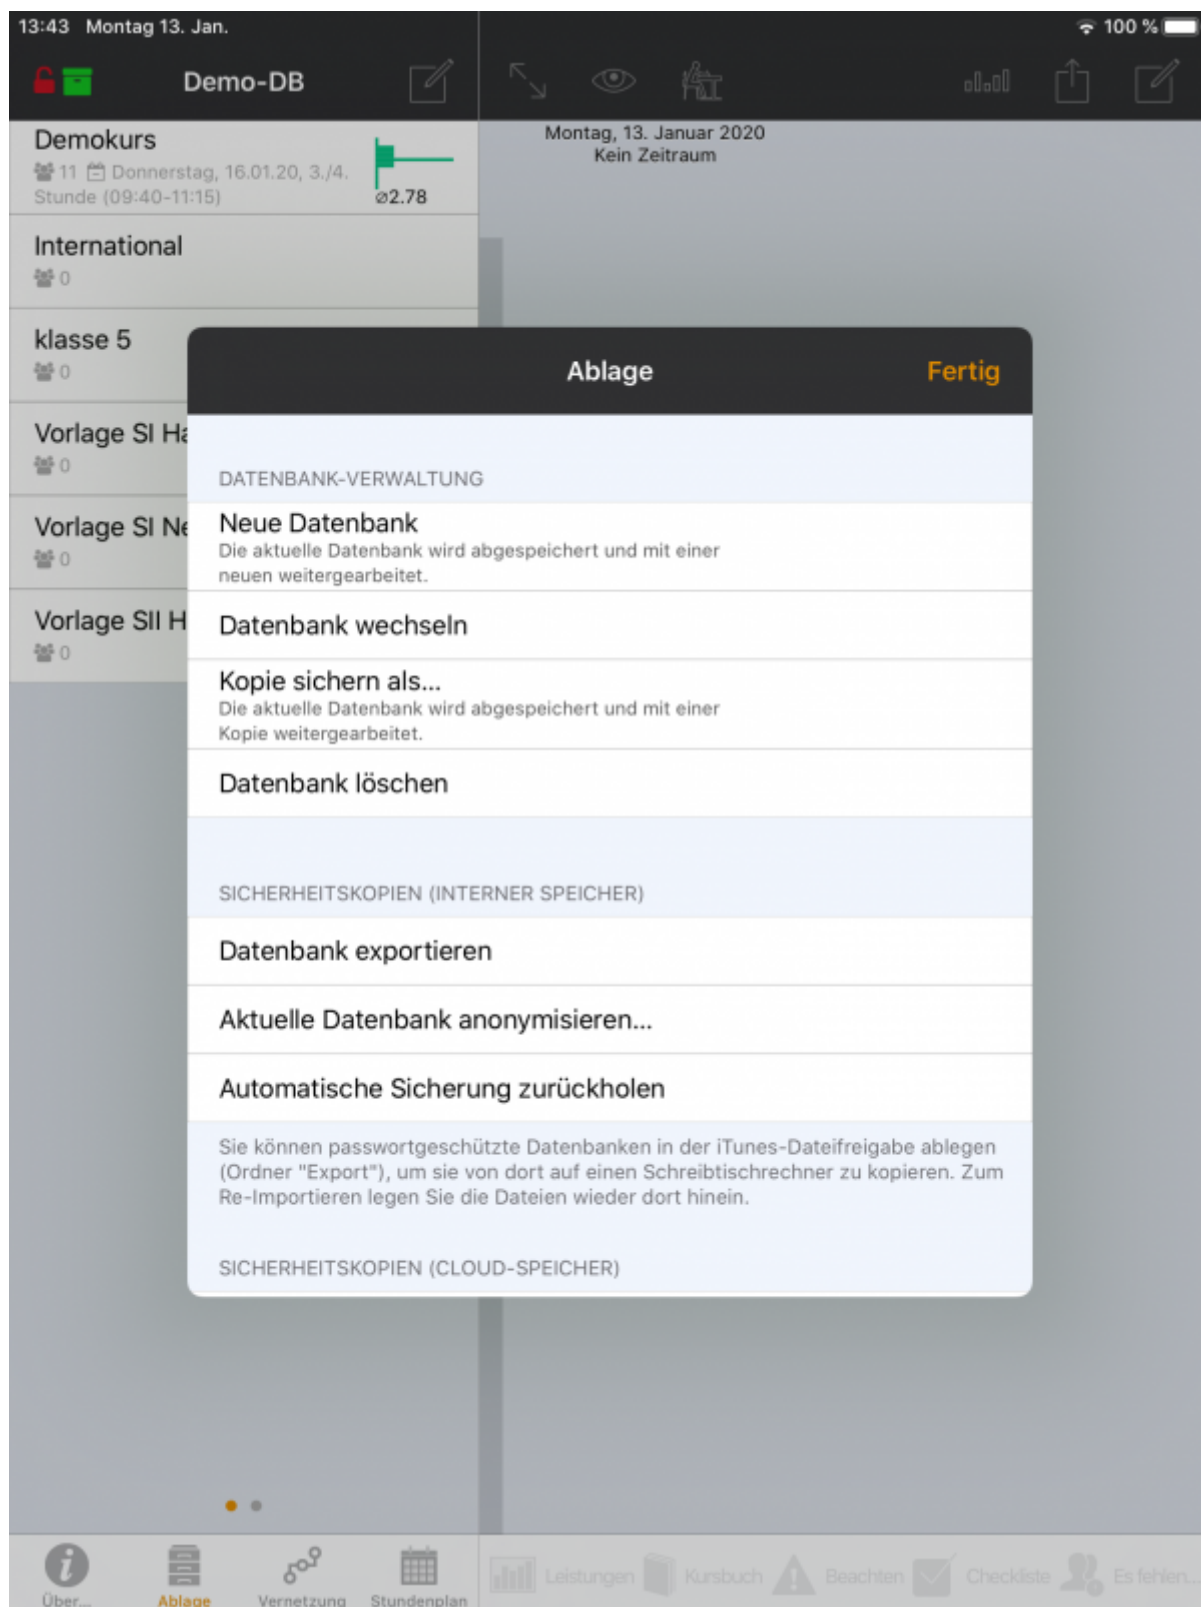 13:43 Montag 13. Jan.
100 %
Demo-DB
Demokurs
11 Donnerstag, 16.01.20, 3./4.
Stunde (09:40-11:15)
⌀2.78
Montag, 13. Januar 2020
Kein Zeitraum
International
0
klasse 5
0
Vorlage SI Ha
0
Vorlage SI Ne
0
Vorlage SII H
0
Ablage
Fertig
DATENBANK-VERWALTUNG
Neue Datenbank
Die aktuelle Datenbank wird abgespeichert und mit einer
neuen weitergearbeitet.
Datenbank wechseln
Kopie sichern als...
Die aktuelle Datenbank wird abgespeichert und mit einer
Kopie weitergearbeitet.
Datenbank löschen
SICHERHEITSKOPIEN (INTERNER SPEICHER)
Datenbank exportieren
Aktuelle Datenbank anonymisieren...
Automatische Sicherung zurückholen
Sie können passwortgeschützte Datenbanken in der iTunes-Dateifreigabe ablegen
(Ordner "Export"), um sie von dort auf einen Schreibtischrechner zu kopieren. Zum
Re-Importieren legen Sie die Dateien wieder dort hinein.
SICHERHEITSKOPIEN (CLOUD-SPEICHER)
Über...
Ablage
Vernetzung
Stundenplan
Leistungen
Kursbuch
Beachten
Checkliste
Es fehlen...